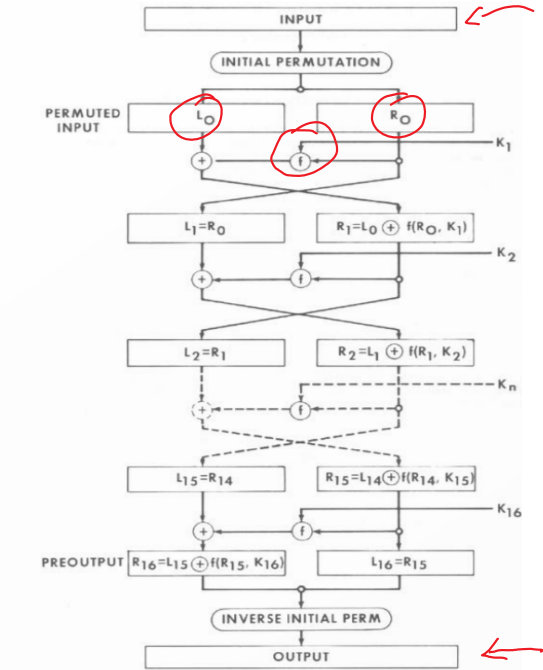 INPUT
INITIAL PERMUTATION
PERMUTED INPUT
L0
R0
K1
+
f
L1=R0
R1=L0 ⊕ f(R0, K1)
K2
+
f
L2=R1
R2=L1 ⊕ f(R1, K2)
Kn
+
f
L15=R14
R15=L14⊕f(R14, K15)
K16
+
f
PREOUTPUT
R16=L15⊕f(R15, K16)
L16=R15
INVERSE INITIAL PERM
OUTPUT